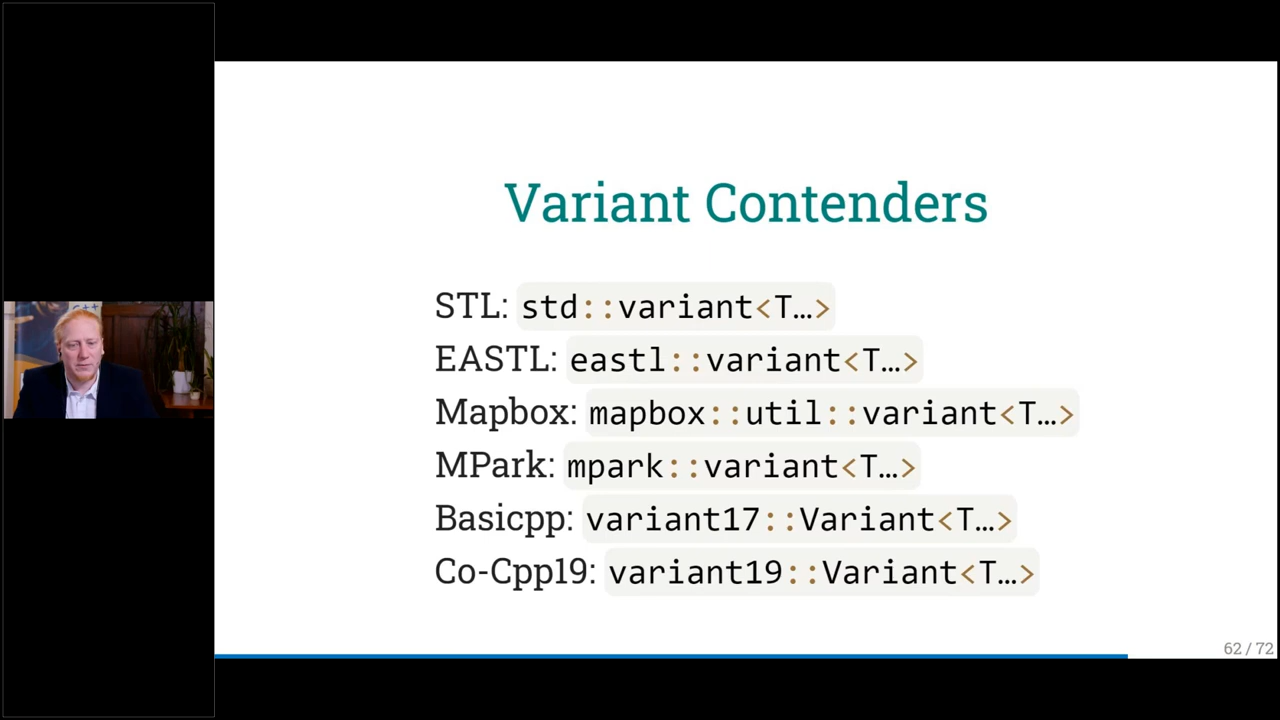 Variant Contenders
STL: std::variant<T…>
EASTL: eastl::variant<T…>
Mapbox: mapbox::util::variant<T…>
MPark: mpark::variant<T…>
Basicpp: variant17::Variant<T…>
Co-Cpp19: variant19::Variant<T…>
62 / 72